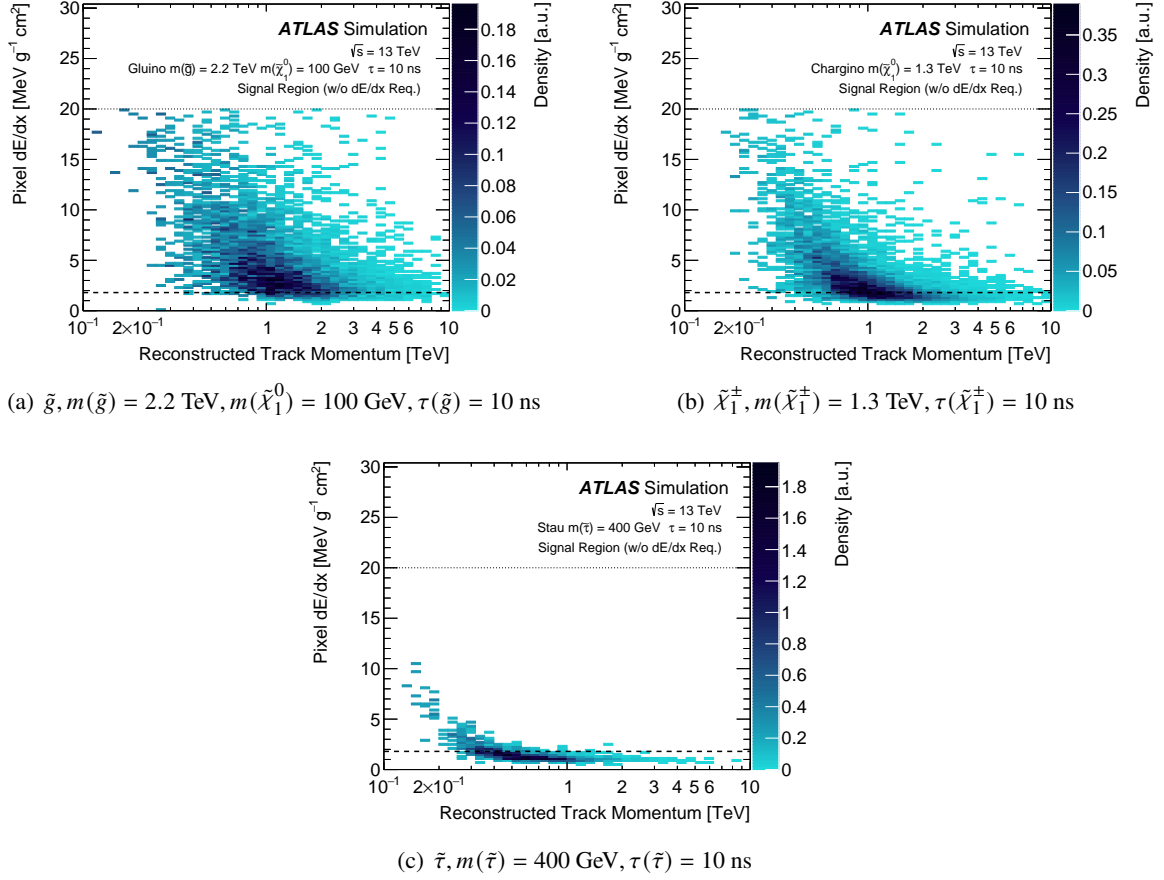 ATLAS Simulation
√s = 13 TeV
Gluino m(g̃) = 2.2 TeV m(χ̃₁⁰) = 100 GeV τ = 10 ns
Signal Region (w/o dE/dx Req.)
Pixel dE/dx [MeV g⁻¹ cm²]
30
25
20
15
10
5
0
10⁻¹ 2×10⁻¹ 1 2 3 4 5 6 10
Reconstructed Track Momentum [TeV]
Density [a.u.]
0.18
0.16
0.14
0.12
0.1
0.08
0.06
0.04
0.02
0
(a) g̃, m(g̃) = 2.2 TeV, m(χ̃₁⁰) = 100 GeV, τ(g̃) = 10 ns
ATLAS Simulation
√s = 13 TeV
Chargino m(χ̃₁⁰) = 1.3 TeV τ = 10 ns
Signal Region (w/o dE/dx Req.)
Pixel dE/dx [MeV g⁻¹ cm²]
30
25
20
15
10
5
0
10⁻¹ 2×10⁻¹ 1 2 3 4 5 6 10
Reconstructed Track Momentum [TeV]
Density [a.u.]
0.35
0.3
0.25
0.2
0.15
0.1
0.05
0
(b) χ̃₁±, m(χ̃₁±) = 1.3 TeV, τ(χ̃₁±) = 10 ns
ATLAS Simulation
√s = 13 TeV
Stau m(τ̃) = 400 GeV τ = 10 ns
Signal Region (w/o dE/dx Req.)
Pixel dE/dx [MeV g⁻¹ cm²]
30
25
20
15
10
5
0
10⁻¹ 2×10⁻¹ 1 2 3 4 5 6 10
Reconstructed Track Momentum [TeV]
Density [a.u.]
1.8
1.6
1.4
1.2
1
0.8
0.6
0.4
0.2
0
(c) τ̃, m(τ̃) = 400 GeV, τ(τ̃) = 10 ns